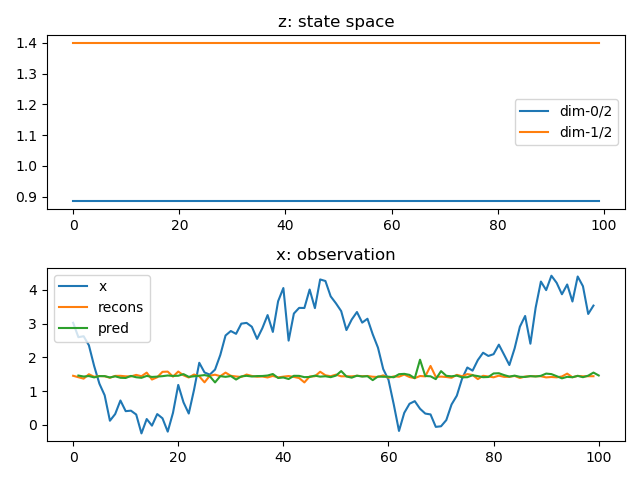 z: state space
1.4
1.3
1.2
1.1
1.0
0.9
dim-0/2
dim-1/2
0 20 40 60 80 100
x: observation
4
3
2
1
0
x
recons
pred
0 20 40 60 80 100